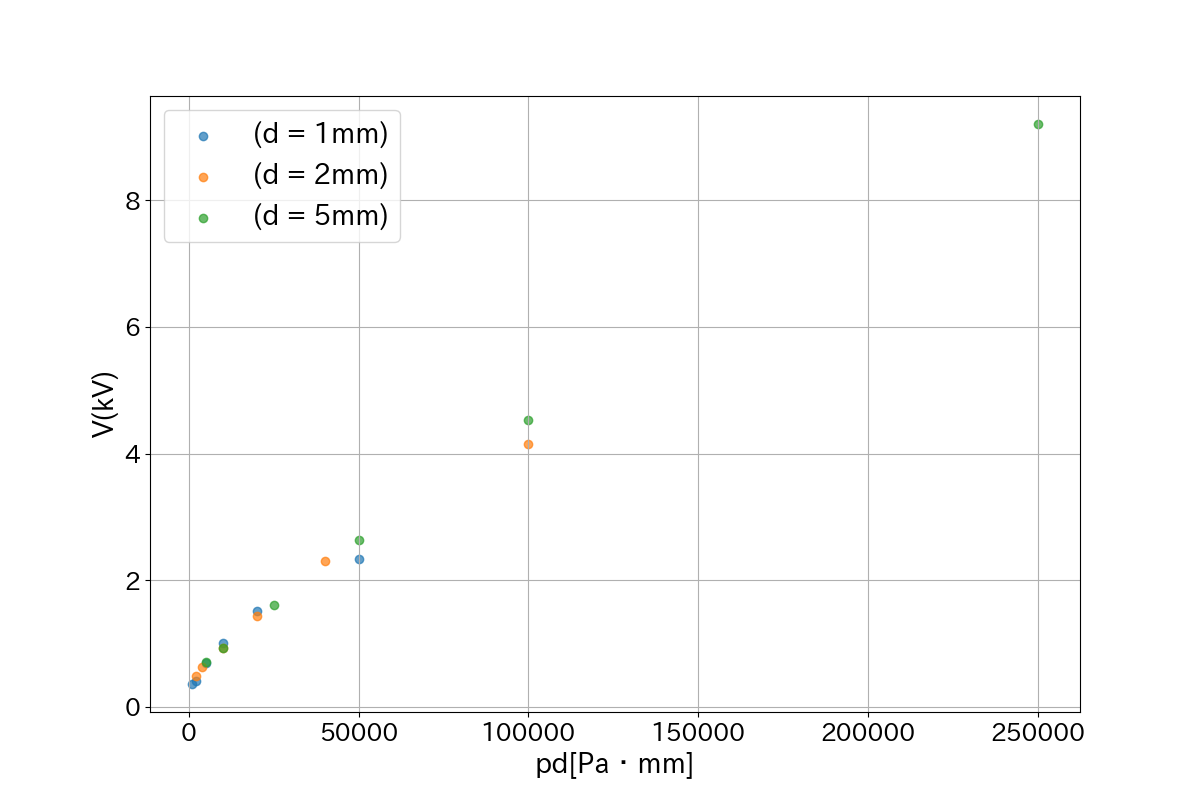 (d = 1mm)
(d = 2mm)
(d = 5mm)
8
6
4
2
0
V(kV)
0 50000 100000 150000 200000 250000
pd[Pa・mm]